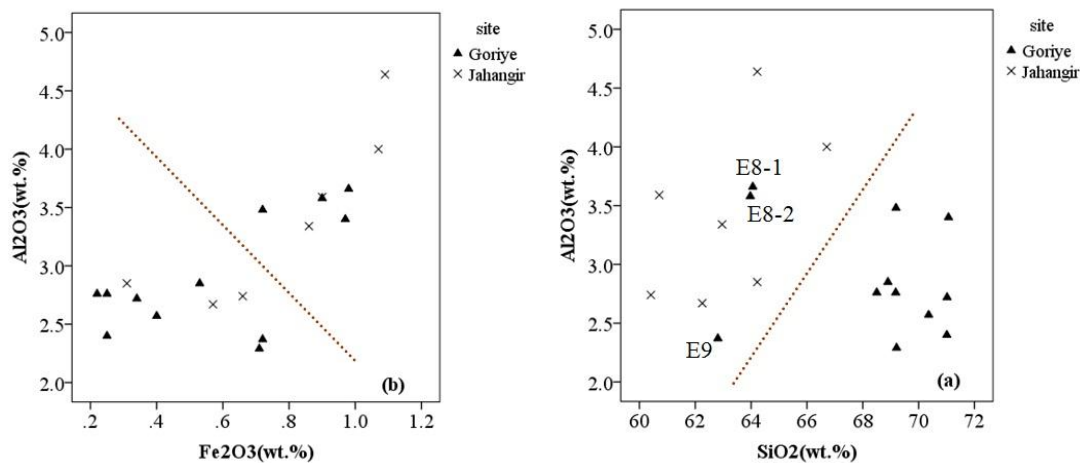 site
▲ Goriye
× Jahangir
5.0
4.5
4.0
3.5
3.0
2.5
2.0
Al2O3(wt.%)
.2 .4 .6 .8 1.0 1.2
Fe2O3(wt.%)
(b)
site
▲ Goriye
× Jahangir
5.0
4.5
4.0
3.5
3.0
2.5
2.0
Al2O3(wt.%)
E8-1
E8-2
E9
60 62 64 66 68 70 72
SiO2(wt.%)
(a)